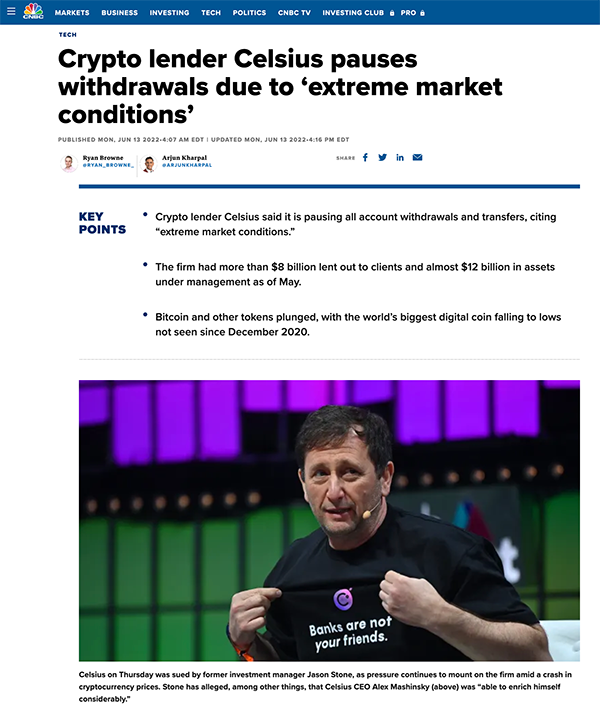 CNBC
MARKETS BUSINESS INVESTING TECH POLITICS CNBC TV INVESTING CLUB PRO
TECH
Crypto lender Celsius pauses
withdrawals due to ‘extreme market
conditions’
PUBLISHED MON, JUN 13 2022-4:07 AM EDT | UPDATED MON, JUN 13 2022-4:16 PM EDT
Ryan Browne
@RYAN_BROWNE_
Arjun Kharpal
@ARJUNKHARPAL
SHARE
KEY
POINTS
Crypto lender Celsius said it is pausing all account withdrawals and transfers, citing
“extreme market conditions.”
The firm had more than $8 billion lent out to clients and almost $12 billion in assets
under management as of May.
Bitcoin and other tokens plunged, with the world’s biggest digital coin falling to lows
not seen since December 2020.
Banks are not
your friends.
Celsius on Thursday was sued by former investment manager Jason Stone, as pressure continues to mount on the firm amid a crash in
cryptocurrency prices. Stone has alleged, among other things, that Celsius CEO Alex Mashinsky (above) was “able to enrich himself
considerably.”